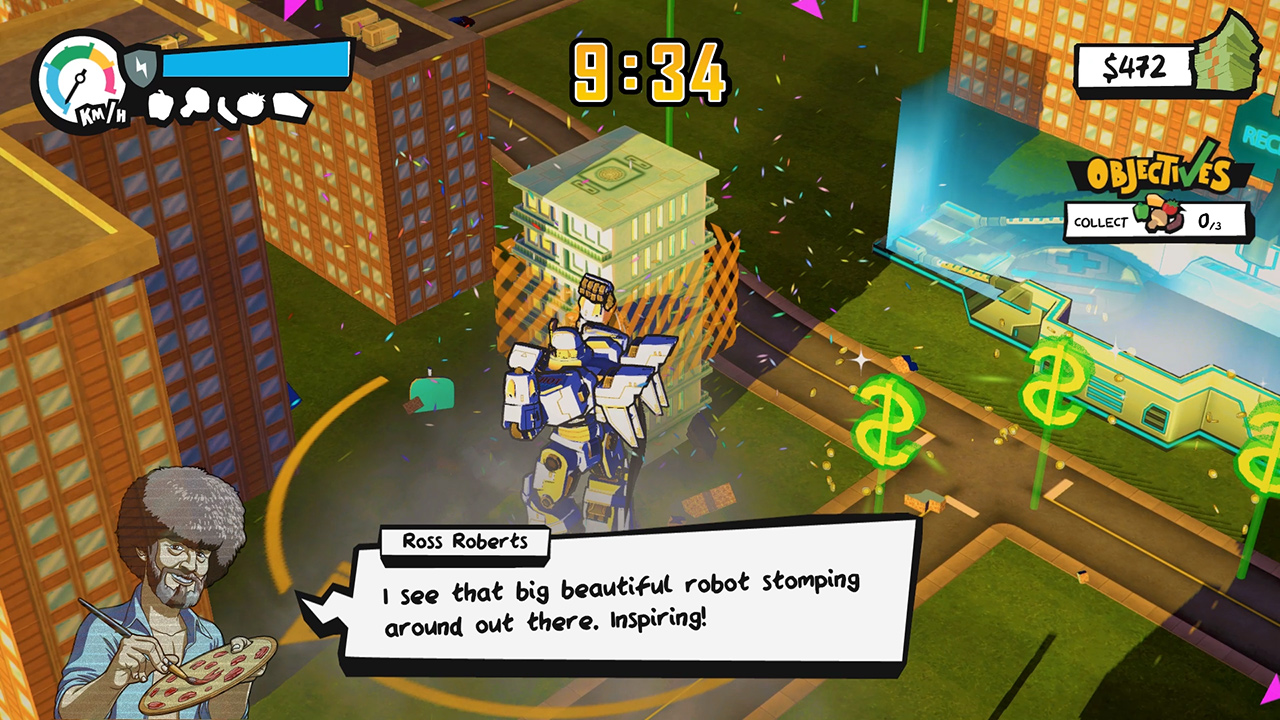 9:34
$472
KM/H
REC
OBJECTIVES
COLLECT 0/3
Ross Roberts
I see that big beautiful robot stomping
around out there. Inspiring!